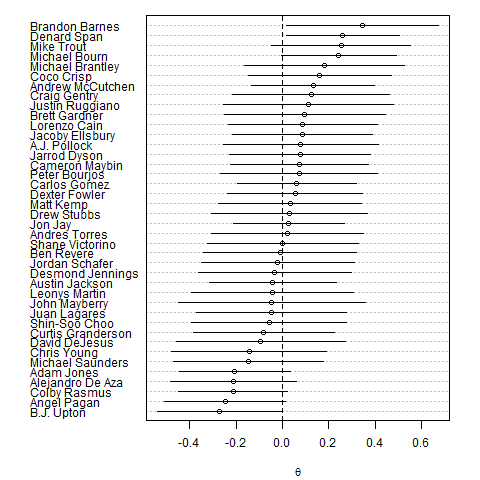 Brandon Barnes
Denard Span
Mike Trout
Michael Bourn
Michael Brantley
Coco Crisp
Andrew McCutchen
Craig Gentry
Justin Ruggiano
Brett Gardner
Lorenzo Cain
Jacoby Ellsbury
A.J. Pollock
Jarrod Dyson
Cameron Maybin
Peter Bourjos
Carlos Gomez
Dexter Fowler
Matt Kemp
Drew Stubbs
Jon Jay
Andres Torres
Shane Victorino
Ben Revere
Jordan Schafer
Desmond Jennings
Austin Jackson
Leonys Martin
John Mayberry
Juan Lagares
Shin-Soo Choo
Curtis Granderson
David DeJesus
Chris Young
Michael Saunders
Adam Jones
Alejandro De Aza
Colby Rasmus
Angel Pagan
B.J. Upton
-0.4 -0.2 0.0 0.2 0.4 0.6
θ